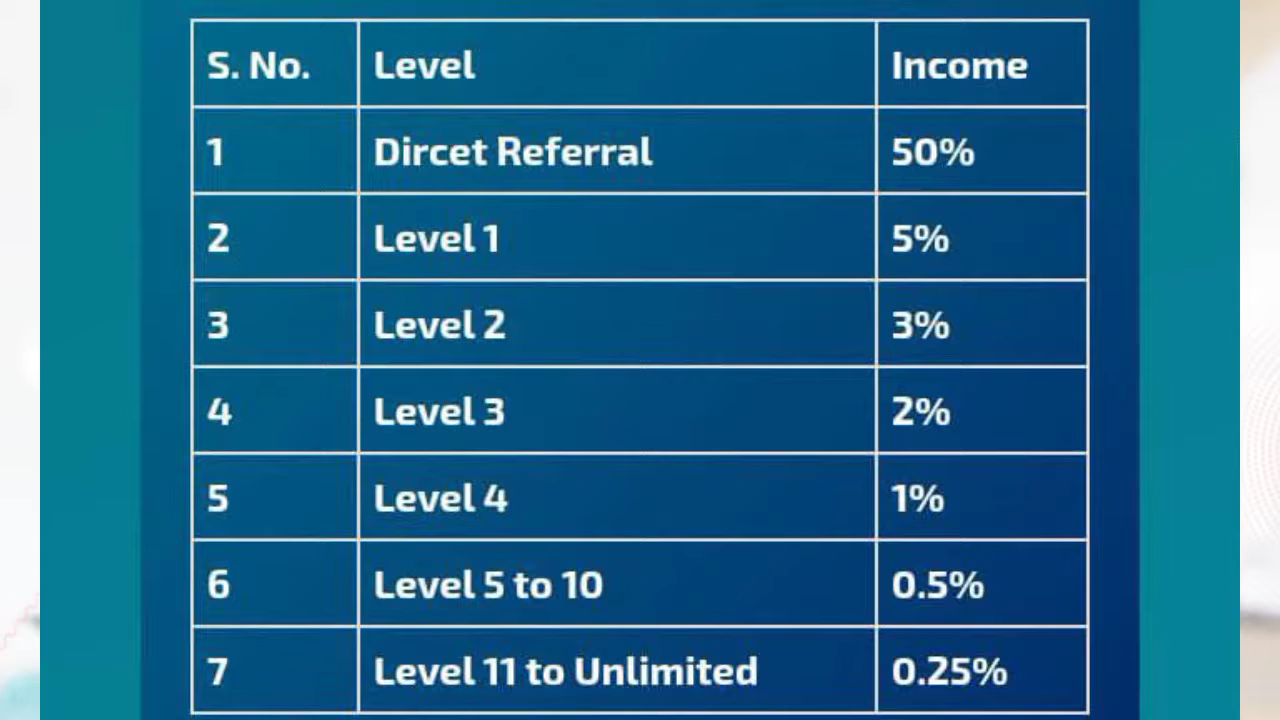 S. No. Level Income
1 Dircet Referral 50%
2 Level 1 5%
3 Level 2 3%
4 Level 3 2%
5 Level 4 1%
6 Level 5 to 10 0.5%
7 Level 11 to Unlimited 0.25%